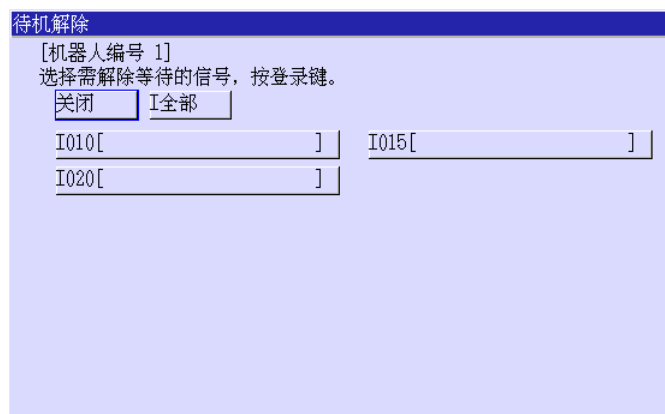 待机解除
[机器人编号 1]
选择需解除等待的信号, 按登录键。
关闭 I全部
I010[ ] I015[ ]
I020[ ]